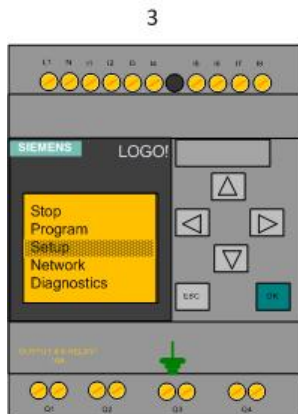 3
L1 N I1 I2 I3 I4 I5 I6 I7 I8
SIEMENS
LOGO!
Stop
Program
Setup
Network
Diagnostics
ESC
OK
Q1 Q2 Q3 Q4